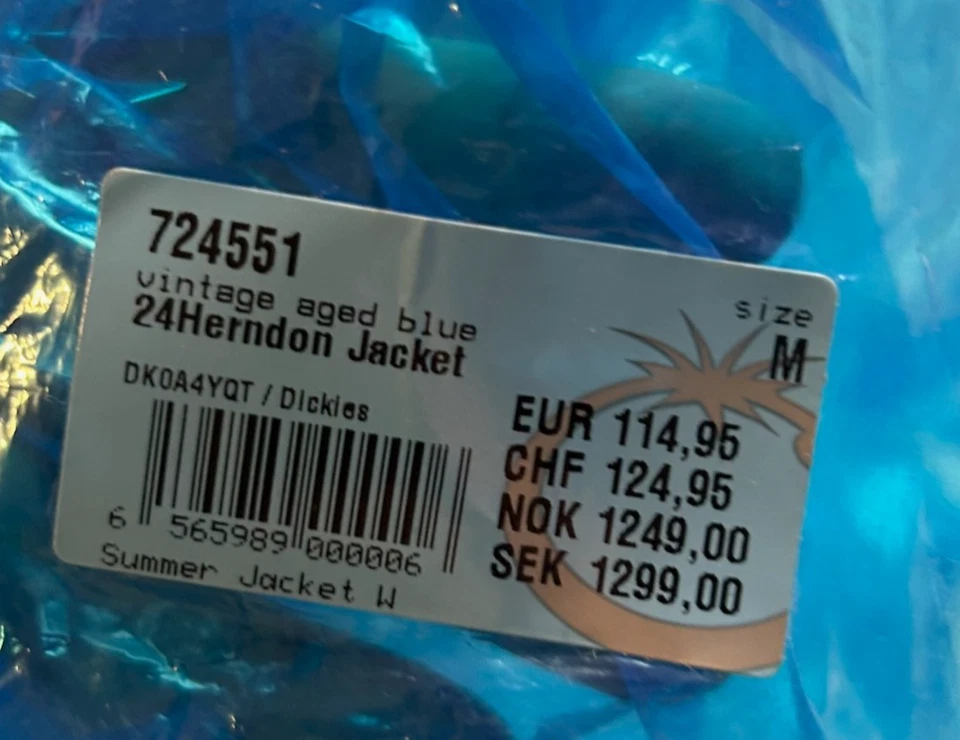 724551
vintage aged blue
24Herndon Jacket
DK0A4YQT / Dickies
6 565989 000006
Summer Jacket W
size
M
EUR 114,95
CHF 124,95
NOK 1249,00
SEK 1299,00